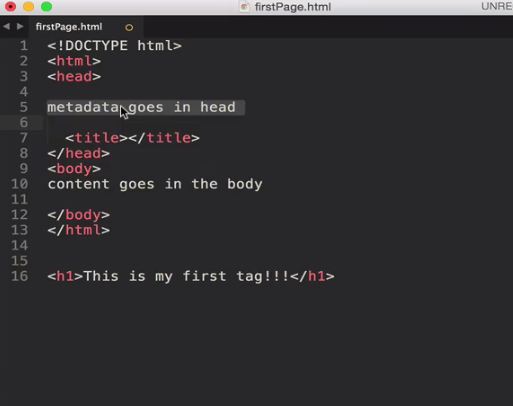 firstPage.html
UNRE
firstPage.html
1 <!DOCTYPE html>
2 <html>
3 <head>
4
5 metadata goes in head
6
7 <title></title>
8 </head>
9 <body>
10 content goes in the body
11
12 </body>
13 </html>
14
15
16 <h1>This is my first tag!!!</h1>